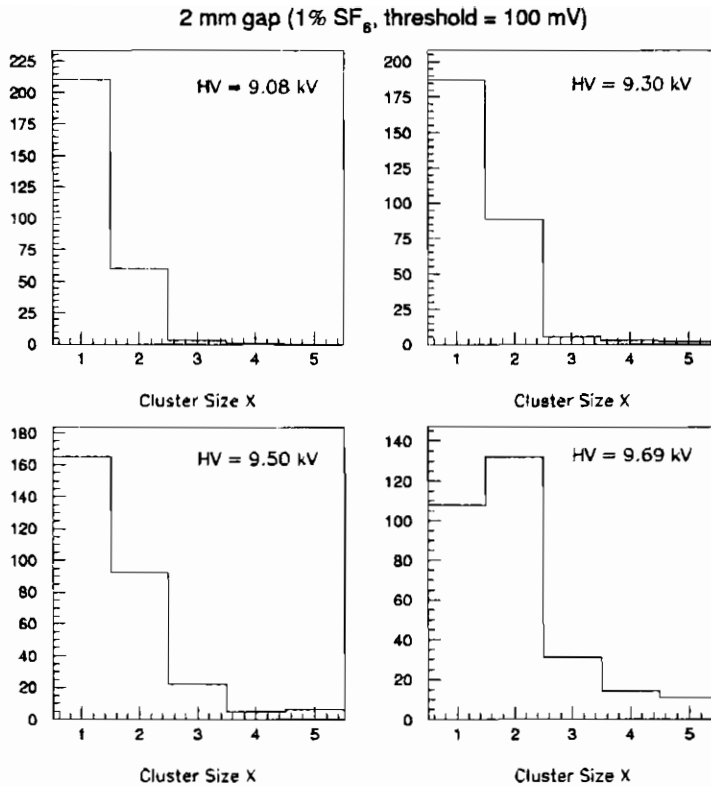 2 mm gap (1% SF₆, threshold = 100 mV)
225
200
175
150
125
100
75
50
25
0
HV = 9.08 kV
1 2 3 4 5
Cluster Size X
200
175
150
125
100
75
50
25
0
HV = 9.30 kV
1 2 3 4 5
Cluster Size X
180
160
140
120
100
80
60
40
20
0
HV = 9.50 kV
1 2 3 4 5
Cluster Size X
140
120
100
80
60
40
20
0
HV = 9.69 kV
1 2 3 4 5
Cluster Size X